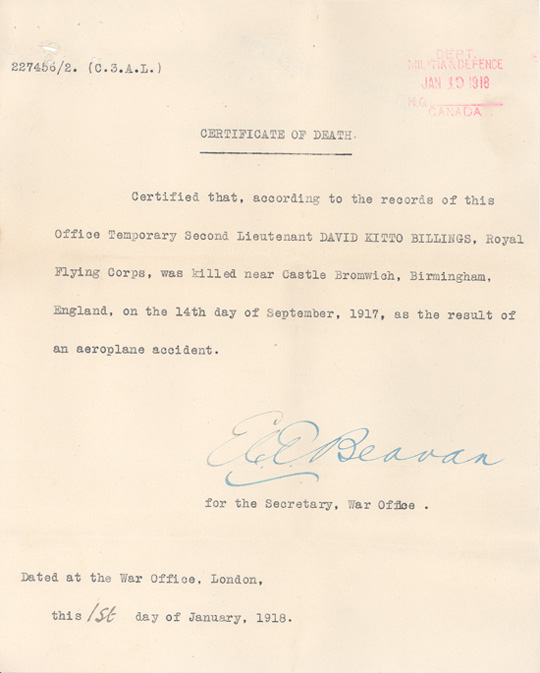 227456/2. (C.3.A.L.)
DEPT.
MILITIA & DEFENCE
JAN 10 1918
H.Q.
CANADA
CERTIFICATE OF DEATH.
Certified that, according to the records of this
Office Temporary Second Lieutenant DAVID KITTO BILLINGS, Royal
Flying Corps, was killed near Castle Bromwich, Birmingham,
England, on the 14th day of September, 1917, as the result of
an aeroplane accident.
Beavan
for the Secretary, War Office .
Dated at the War Office, London,
this 1st day of January, 1918.